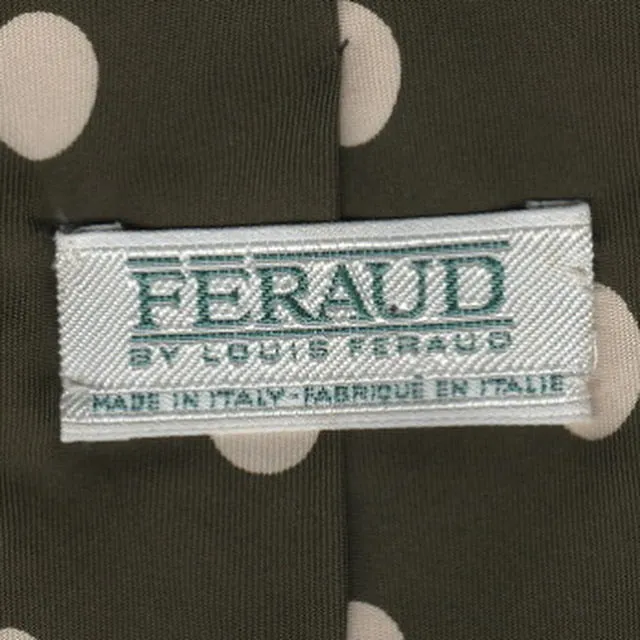 FERAUD
BY LOUIS FERAUD
MADE IN ITALY-FABRIQUÉ EN ITALIE